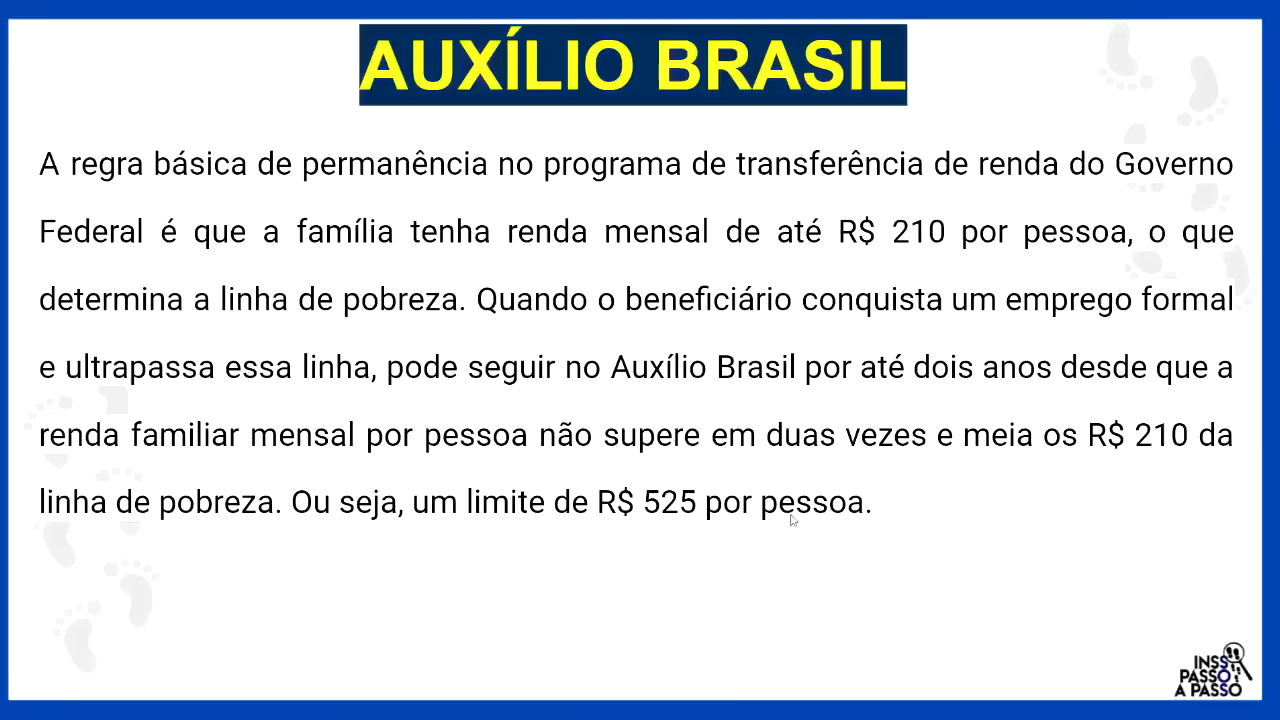 AUXÍLIO BRASIL
A regra básica de permanência no programa de transferência de renda do Governo
Federal é que a família tenha renda mensal de até R$ 210 por pessoa, o que
determina a linha de pobreza. Quando o beneficiário conquista um emprego formal
e ultrapassa essa linha, pode seguir no Auxílio Brasil por até dois anos desde que a
renda familiar mensal por pessoa não supere em duas vezes e meia os R$ 210 da
linha de pobreza. Ou seja, um limite de R$ 525 por pessoa.
INSS
PASSO
A PASSO